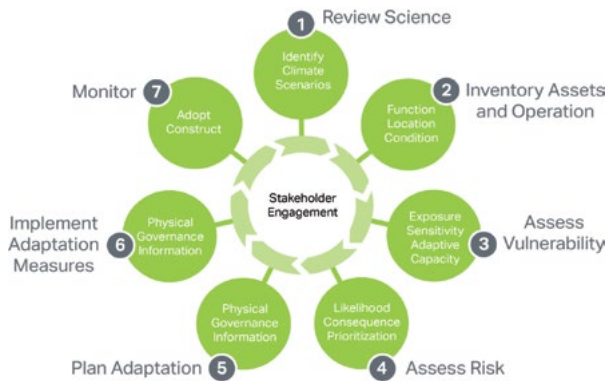 1
Review Science
Identify
Climate
Scenarios
2
Inventory Assets
and Operation
Function
Location
Condition
3
Assess
Vulnerability
Exposure
Sensitivity
Adaptive
Capacity
4
Assess Risk
Likelihood
Consequence
Prioritization
5
Plan Adaptation
Physical
Governance
Information
6
Implement
Adaptation
Measures
Physical
Governance
Information
7
Monitor
Adopt
Construct
Stakeholder
Engagement